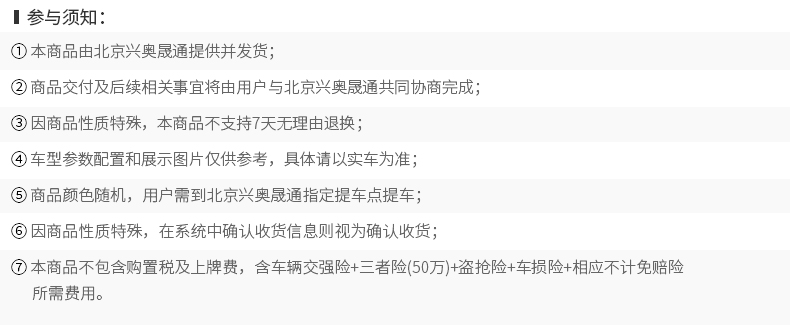 参与须知：
① 本商品由北京兴奥晟通提供并发货；
② 商品交付及后续相关事宜将由用户与北京兴奥晟通共同协商完成；
③ 因商品性质特殊，本商品不支持7天无理由退换；
④ 车型参数配置和展示图片仅供参考，具体请以实车为准；
⑤ 商品颜色随机，用户需到北京兴奥晟通指定提车点提车；
⑥ 因商品性质特殊，在系统中确认收货信息则视为确认收货；
⑦ 本商品不包含购置税及上牌费，含车辆交强险+三者险(50万)+盗抢险+车损险+相应不计免赔险
所需费用。